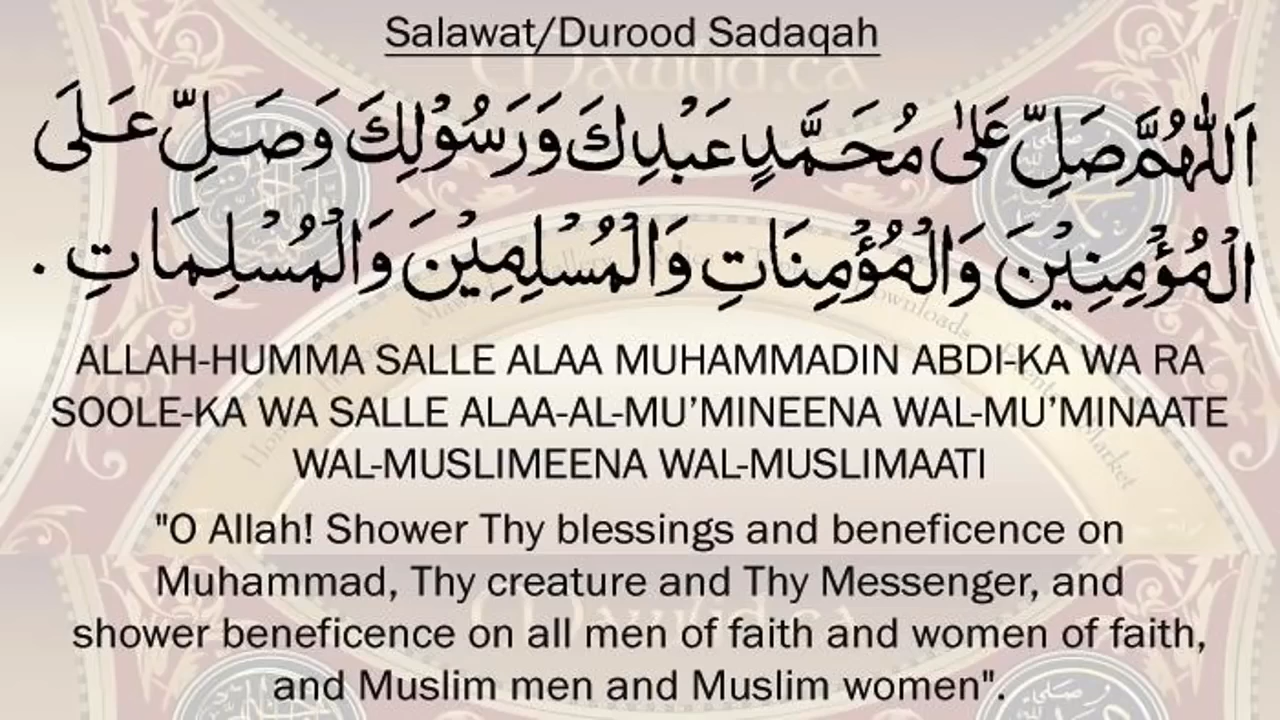 Salawat/Durood Sadaqah
اَللّٰهُمَّ صَلِّ عَلٰى مُحَمَّدٍ عَبْدِكَ وَرَسُوْلِكَ وَصَلِّ عَلَى
الْمُؤْمِنِيْنَ وَالْمُؤْمِنَاتِ وَالْمُسْلِمِيْنَ وَالْمُسْلِمَاتِ .
ALLAH-HUMMA SALLE ALAA MUHAMMADIN ABDI-KA WA RA
SOOLE-KA WA SALLE ALAA-AL-MU’MINEENA WAL-MU’MINAATE
WAL-MUSLIMEENA WAL-MUSLIMAATI
"O Allah! Shower Thy blessings and beneficence on
Muhammad, Thy creature and Thy Messenger, and
shower beneficence on all men of faith and women of faith,
and Muslim men and Muslim women".